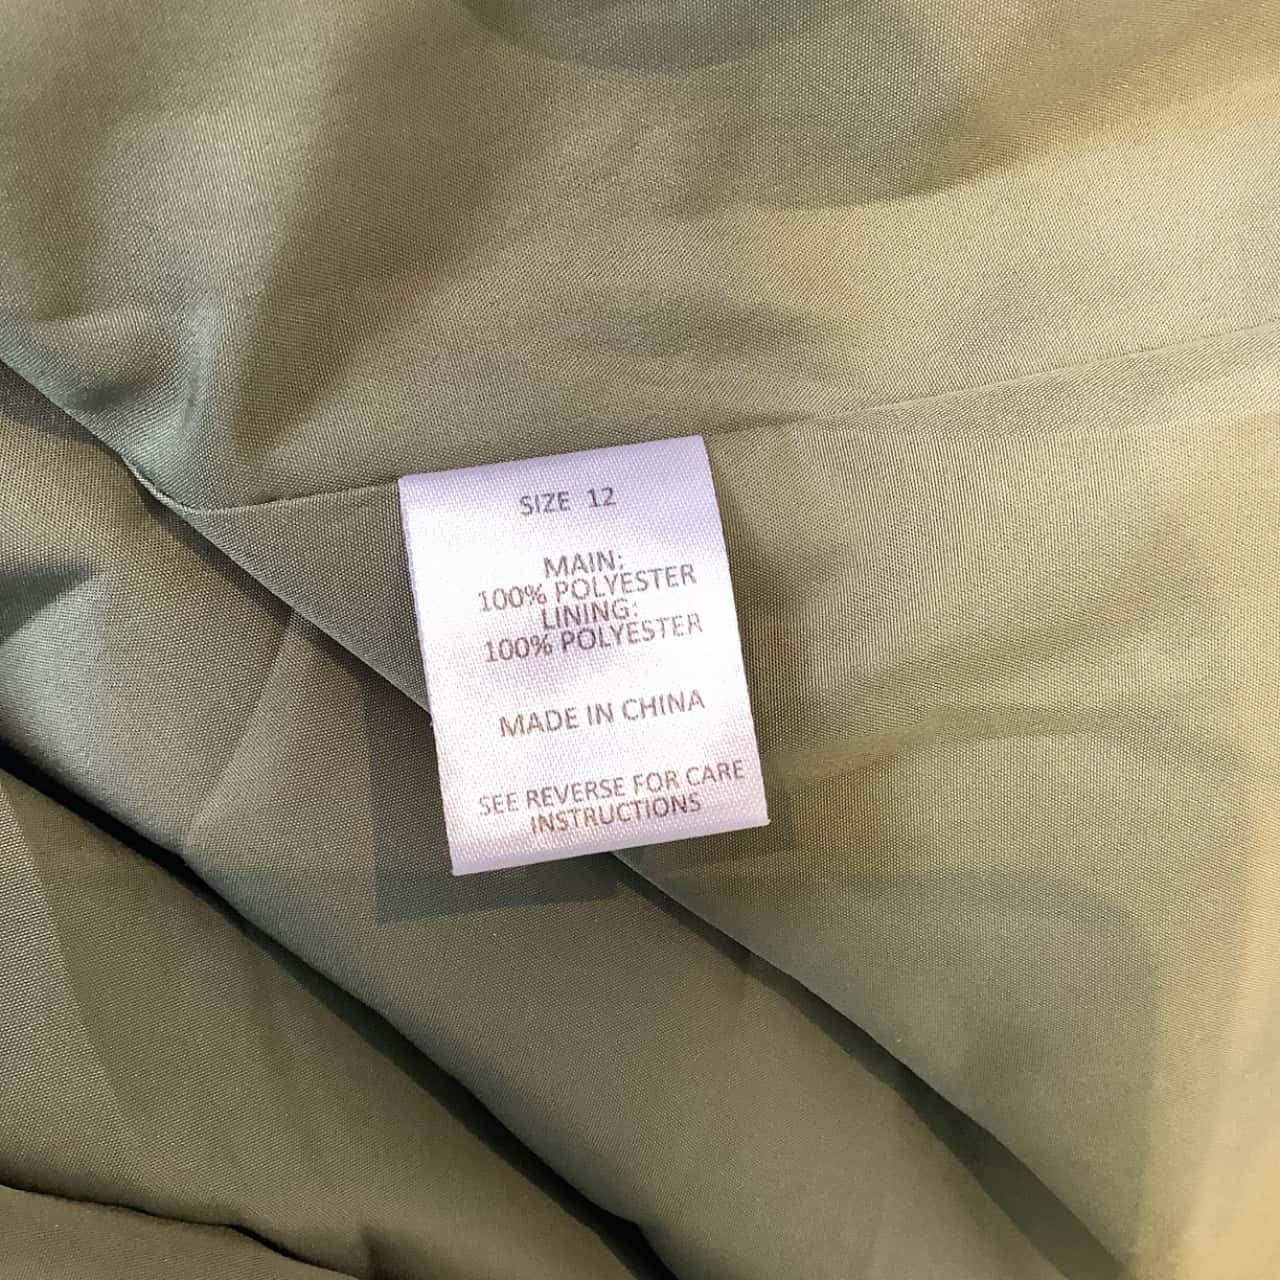 SIZE 12
MAIN:
100% POLYESTER
LINING:
100% POLYESTER
MADE IN CHINA
SEE REVERSE FOR CARE
INSTRUCTIONS